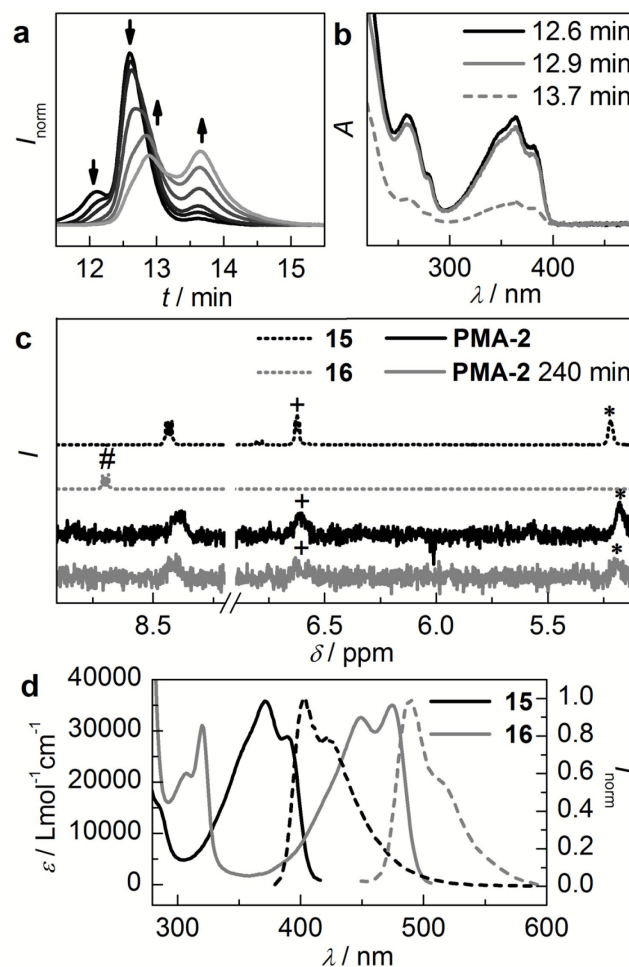 a
I norm
12 13 14 15
t / min
b
A
12.6 min
12.9 min
13.7 min
300 400
λ / nm
c
15 PMA-2
16 PMA-2 240 min
I
+ *
#
+ *
+ *
8.5 6.5 6.0 5.5
δ / ppm
d
15
16
ε / Lmol⁻¹cm⁻¹
40000 1.0
30000 0.8
0.6
20000
0.4
10000 0.2
0 0.0
I norm
300 400 500 600
λ / nm